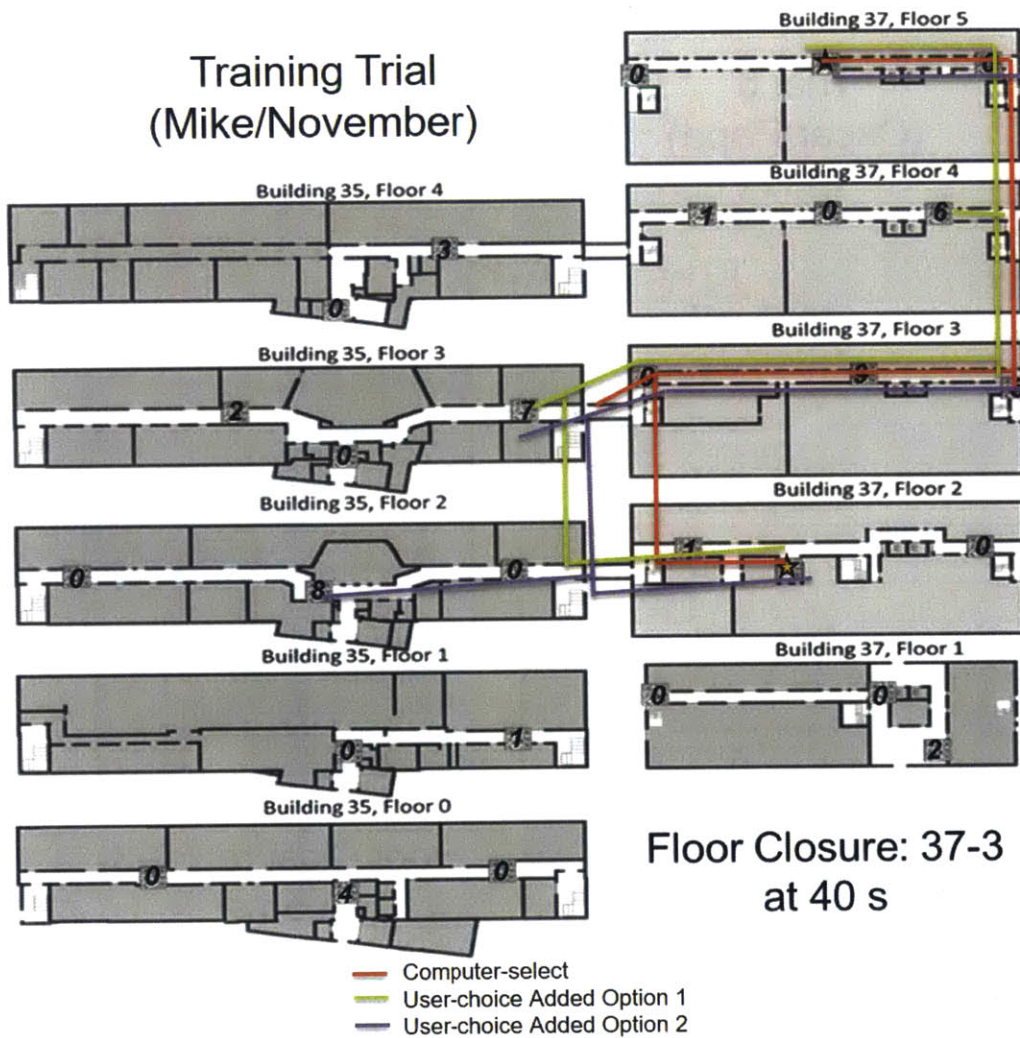 Building 37, Floor 5
0
Training Trial
(Mike/November)
Building 35, Floor 4
3
0
Building 37, Floor 4
1
0
6
Building 35, Floor 3
2
7
0
Building 37, Floor 3
Building 35, Floor 2
0
0
8
Building 37, Floor 2
1
0
Building 35, Floor 1
0
1
Building 37, Floor 1
0
0
2
Building 35, Floor 0
0
0
4
Floor Closure: 37-3
at 40 s
Computer-select
User-choice Added Option 1
User-choice Added Option 2